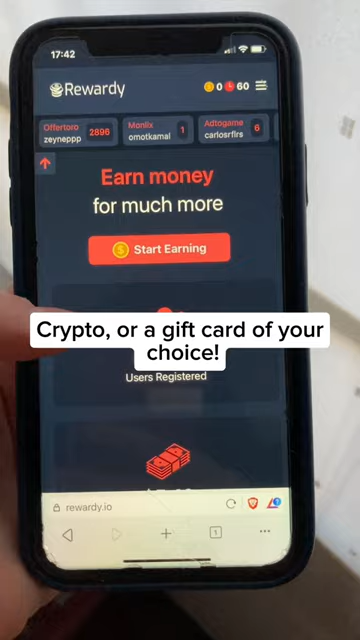 17:42
Rewardy
0 60
Offertoro
zeyneppp
2896
Monlix
omotkamal
1
Adtogame
carlosrflrs
6
Earn money
for much more
Start Earning
Crypto, or a gift card of your
choice!
Users Registered
rewardy.io
1